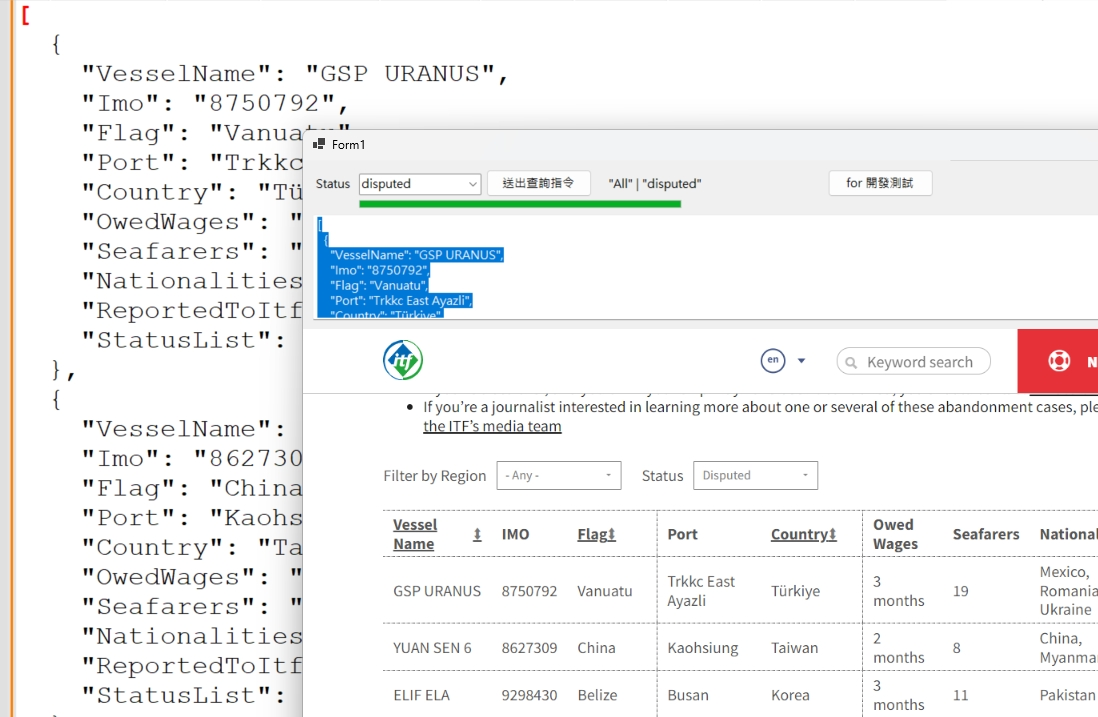 [
{
"VesselName": "GSP URANUS",
"Imo": "8750792",
"Flag": "Vanuatu"
"Port": "Trkkc
"Country": "Tü
"OwedWages": "
"Seafarers": "
"Nationalities
"ReportedToItf
"StatusList":
},
{
"VesselName":
"Imo": "862730
"Flag": "China
"Port": "Kaohs
"Country": "Ta
"OwedWages": "
"Seafarers": "
"Nationalities
"ReportedToItf
"StatusList":
Form1
Status disputed 送出查詢指令 "All" | "disputed" for 開發測試
[
{
"VesselName": "GSP URANUS",
"Imo": "8750792",
"Flag": "Vanuatu",
"Port": "Trkkc East Ayazli",
"Country": "Türkiye"
itf en Keyword search N
• If you're a journalist interested in learning more about one or several of these abandonment cases, ple
the ITF's media team
Filter by Region - Any - Status Disputed
Vessel Name IMO Flag Port Country Owed Wages Seafarers National
GSP URANUS 8750792 Vanuatu Trkkc East Ayazli Türkiye 3 months 19 Mexico, Romania Ukraine
YUAN SEN 6 8627309 China Kaohsiung Taiwan 2 months 8 China, Myanma
ELIF ELA 9298430 Belize Busan Korea 3 months 11 Pakistan